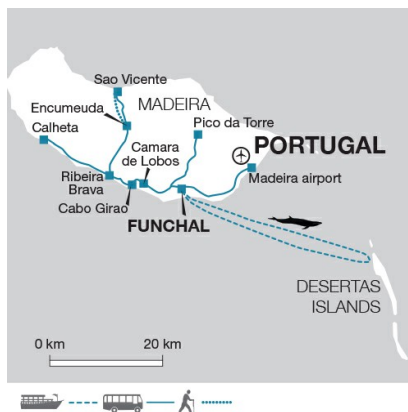 Sao Vicente
MADEIRA
Encumeuda
Calheta
Pico da Torre
Camara
de Lobos
PORTUGAL
Ribeira
Brava
Madeira airport
Cabo Girao
FUNCHAL
DESERTAS
ISLANDS
0 km
20 km